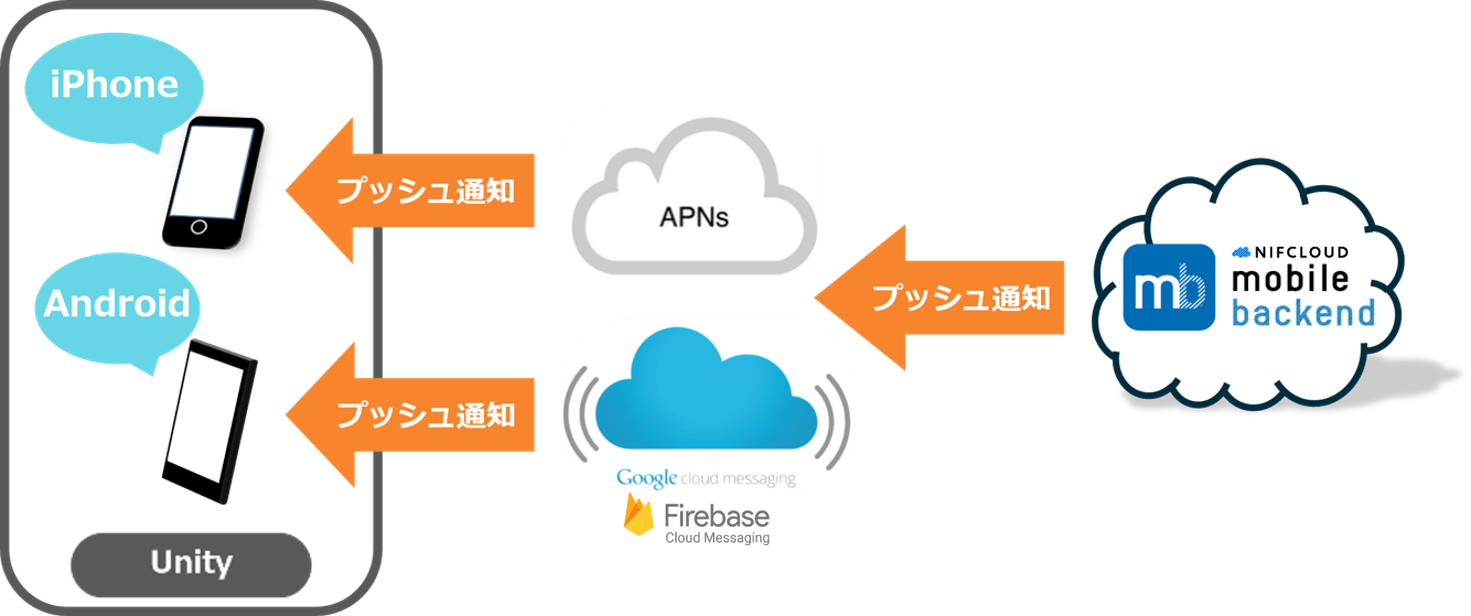 iPhone
プッシュ通知
APNs
Android
プッシュ通知
Google cloud messaging
Firebase
Cloud Messaging
Unity
プッシュ通知
mb
NIFCLOUD
mobile
backend